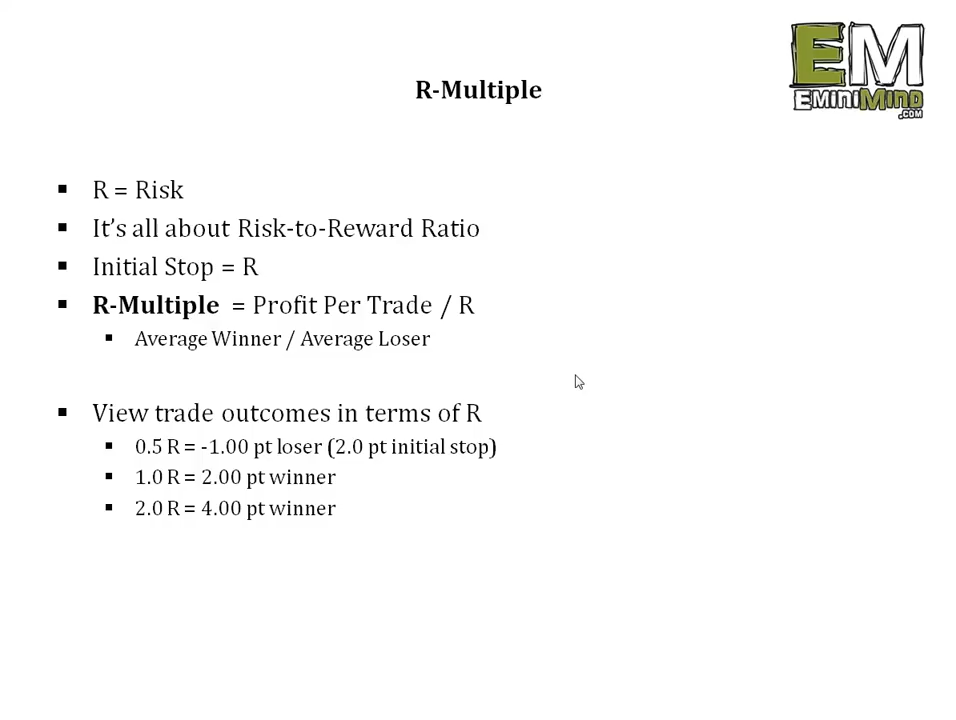 EM
EMiniMind
.com
R-Multiple
R = Risk
It's all about Risk-to-Reward Ratio
Initial Stop = R
R-Multiple = Profit Per Trade / R
Average Winner / Average Loser
View trade outcomes in terms of R
0.5 R = -1.00 pt loser (2.0 pt initial stop)
1.0 R = 2.00 pt winner
2.0 R = 4.00 pt winner